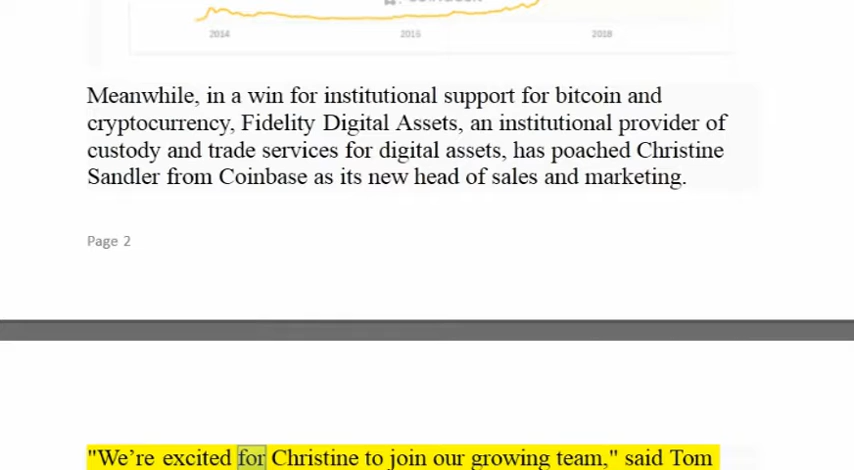 2014 2015 2018
Meanwhile, in a win for institutional support for bitcoin and
cryptocurrency, Fidelity Digital Assets, an institutional provider of
custody and trade services for digital assets, has poached Christine
Sandler from Coinbase as its new head of sales and marketing.
Page 2
"We’re excited for Christine to join our growing team," said Tom